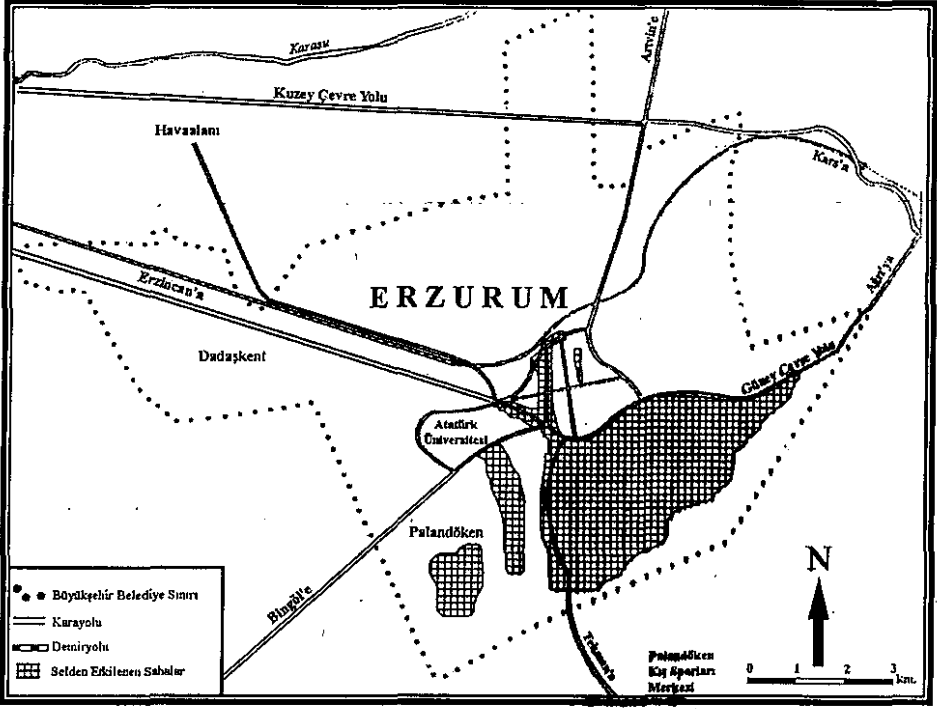 Karasu
Artvin'e
Kuzey Çevre Yolu
Havaalanı
Kars'a
Erzincan'a
ERZURUM
Ağrı'ya
Dadaşkent
Güney Çevre Yolu
Atatürk
Üniversitesi
Palandöken
Bingöl'e
Tekman'a
N
Büyükşehir Belediye Sınırı
Karayolu
Demiryolu
Selden Etkilenen Sahalar
Palandöken
Kış Sporları
Merkezi
0 1 2 3
km.